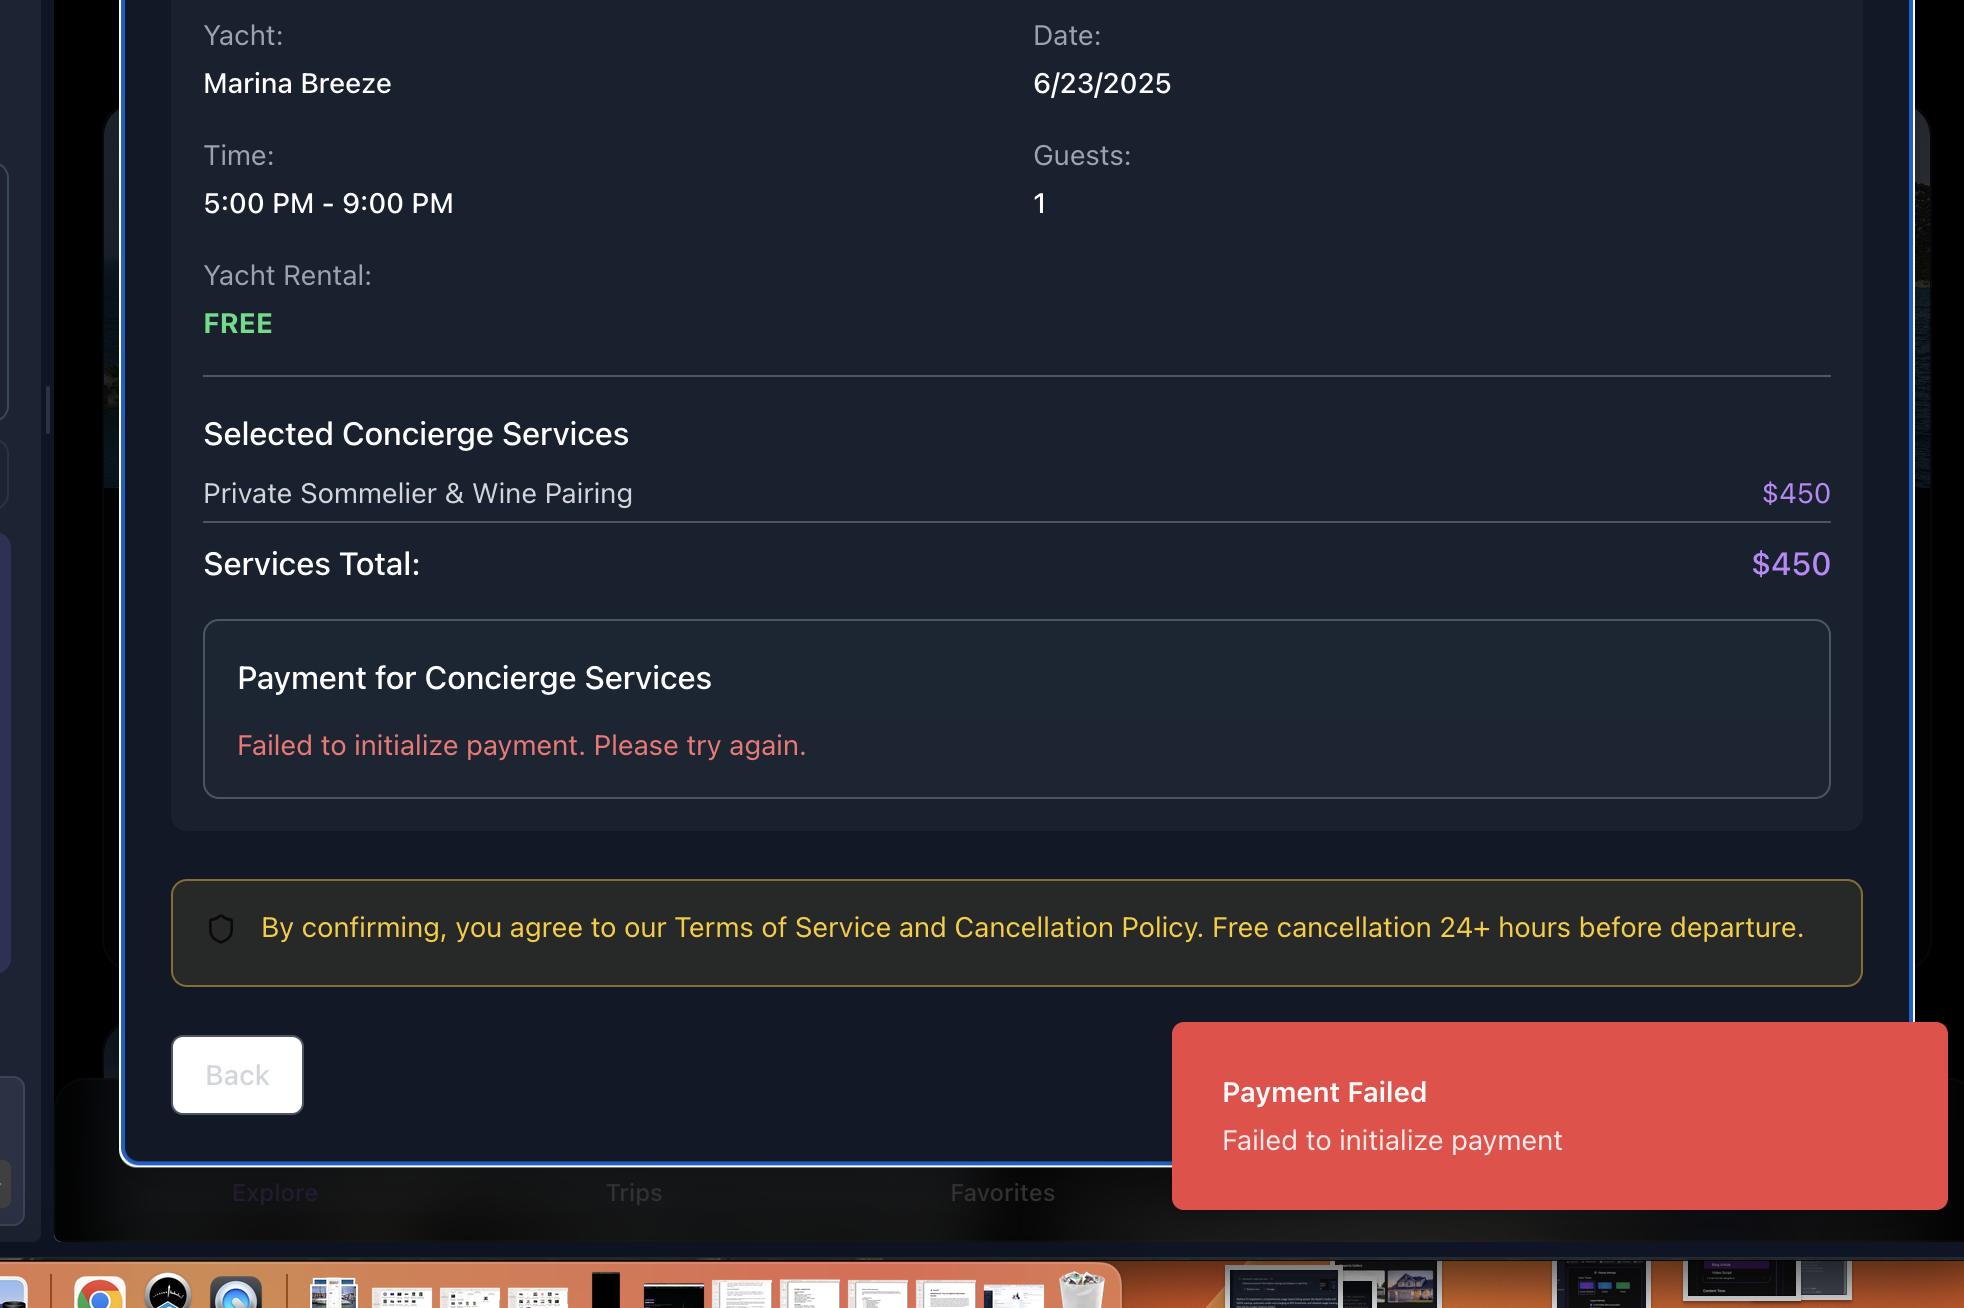 Yacht:
Date:
Marina Breeze
6/23/2025
Time:
Guests:
5:00 PM - 9:00 PM
1
Yacht Rental:
FREE
Selected Concierge Services
Private Sommelier & Wine Pairing
$450
Services Total:
$450
Payment for Concierge Services
Failed to initialize payment. Please try again.
By confirming, you agree to our Terms of Service and Cancellation Policy. Free cancellation 24+ hours before departure.
Back
Payment Failed
Failed to initialize payment
Explore
Trips
Favorites